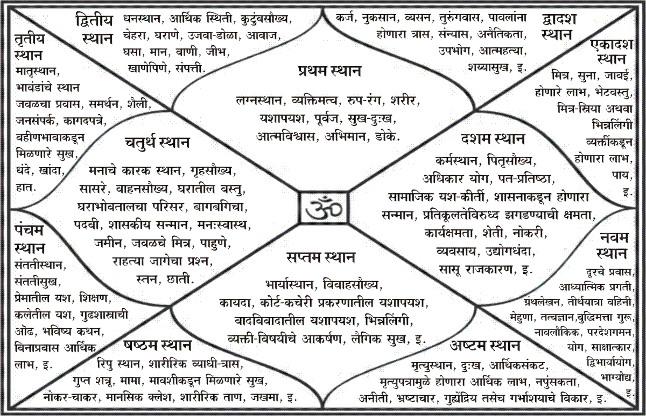 द्वितीय
स्थान
धनस्थान, आर्थिक स्थिती, कुटुंबसौख्य,
चेहरा, घराणे, उजवा-डोळा, आवाज,
घसा, मान, वाणी, जीभ,
खाणेपिणे, संपत्ती.
कर्ज, नुकसान, व्यसन, तुरुंगवास, पावलांना
होणारा त्रास, संन्यास, अनैतिकता,
उपभोग, आत्महत्या,
शय्यासुख, इ.
द्वादश
स्थान
तृतीय
स्थान
मातृस्थान,
भावंडांचे स्थान
जवळचा प्रवास, समर्थन, शैली,
जनसंपर्क, कागदपत्रे,
बहीणभावाकडून
मिळणारे सुख,
धंदे, खांदा,
हात.
प्रथम स्थान
लग्नस्थान, व्यक्तिमत्व, रुप-रंग, शरीर,
यशापयश, पूर्वज, सुख-दुःख,
आत्मविश्वास, अभिमान, डोके.
एकादश
स्थान
मित्र, सुना, जावई,
होणारे लाभ, भेटवस्तु,
मित्र-स्त्रिया अथवा
भिन्नलिंगी
व्यक्तींकडून
होणारा लाभ,
पाय,
इ.
चतुर्थ स्थान
मनाचे कारक स्थान, गृहसौख्य,
सासरे, वाहनसौख्य, घरातील वस्तु,
घराभोवतालचा परिसर, बागबगिचा,
पदवी, शासकीय सन्मान, मनःस्वास्थ,
जमीन, जवळचे मित्र, पाहुणे,
राहत्या जागेचा प्रश्न,
स्तन, छाती.
ॐ
दशम स्थान
कर्मस्थान, पितृसौख्य,
अधिकार योग, पत-प्रतिष्ठा,
सामाजिक यश-कीर्ती, शासनाकडून होणारा
सन्मान, प्रतिकूलतेविरुध्द झगडण्याची क्षमता,
कार्यक्षमता, शेती, नोकरी,
व्यवसाय, उद्योगधंदा,
सासू राजकारण, इ.
पंचम
स्थान
संततीस्थान,
संततीसुख,
प्रेमातील यश, शिक्षण,
कलेतील यश, गुढशास्त्राची
ओढ, भविष्य कथन,
विनाप्रवास आर्थिक
लाभ, इ.
सप्तम स्थान
भार्यास्थान, विवाहसौख्य,
कायदा, कोर्ट-कचेरी प्रकरणातील यशापयश,
वादविवादातील यशापयश, भिन्नलिंगी,
व्यक्ती-विषयीचे आकर्षण, लैंगिक सुख, इ.
नवम
स्थान
दूरचे प्रवास,
आध्यात्मिक प्रगती,
ग्रंथलेखन, तीर्थयात्रा वहिनी,
मेहुणा, तत्वज्ञान,बुद्धिमत्ता गुरू,
नावलौकिक, परदेशगमन,
योग, साक्षात्कार,
द्विभार्यायोग,
भाग्योद्य,
इ.
षष्ठम स्थान
रिपु स्थान, शारीरिक व्याधी-त्रास,
गुप्त शत्रू, मामा, मावशीकडून मिळणारे सुख,
नोकर-चाकर, मानसिक क्लेश, शारीरिक ताण, जखमा, इ.
अष्टम स्थान
मृत्युस्थान, दुःख, आर्थिकसंकट,
मृत्युपत्रामुळे होणारा आर्थिक लाभ, नपुंसकता,
अनीती, भ्रष्टाचार, गुह्येंद्रिय तसेच गर्भाशयाचे विकार, इ.